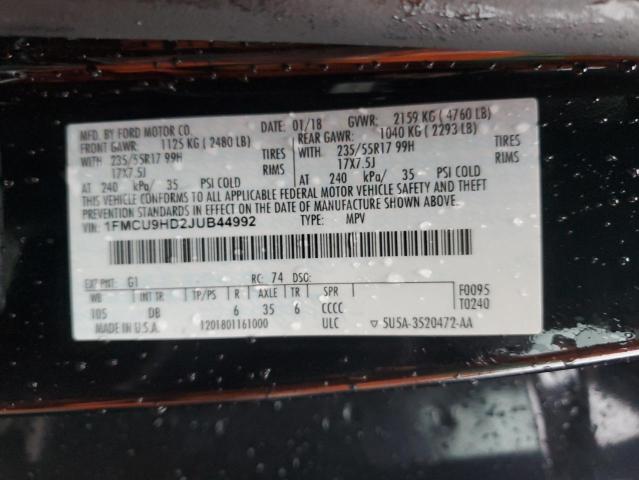 MFD. BY FORD MOTOR CO. DATE: 01/18 GVWR: 2159 KG ( 4760 LB)
FRONT GAWR: 1125 KG ( 2480 LB) REAR GAWR: 1040 KG ( 2293 LB)
WITH 235/55R17 99H TIRES WITH 235/55R17 99H TIRES
17X7.5J RIMS 17X7.5J RIMS
AT 240 kPa/ 35 PSI COLD AT 240 kPa/ 35 PSI COLD
THIS VEHICLE CONFORMS TO ALL APPLICABLE FEDERAL MOTOR VEHICLE SAFETY AND THEFT
PREVENTION STANDARDS IN EFFECT ON THE DATE OF MANUFACTURE SHOWN ABOVE.
VIN: 1FMCU9HD2JUB44992 TYPE: MPV
EXT PNT: G1 RC: 74 DSO: F0095
WB INT TR TP/PS R AXLE TR SPR T0240
105 DB 6 35 6 CCCC
MADE IN U.S.A. 1201801161000 ULC ▽ 5U5A-3520472-AA